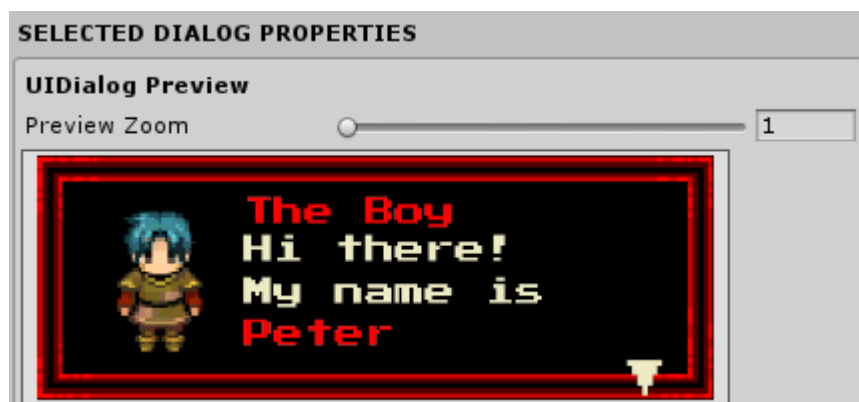 SELECTED DIALOG PROPERTIES
UIDialog Preview
Preview Zoom 1
The Boy
Hi there!
My name is
Peter